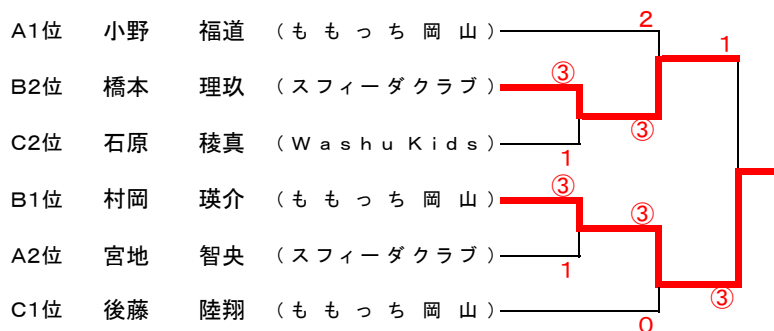 A1位 小野 福道 (ももっち岡山) 2 1
B2位 橋本 理玖 (スフィーダクラブ) ③
③
C2位 石原 稜真 (Washu Kids) 1
B1位 村岡 瑛介 (ももっち岡山) ③ ③
A2位 宮地 智央 (スフィーダクラブ) 1
③
C1位 後藤 陸翔 (ももっち岡山) 0